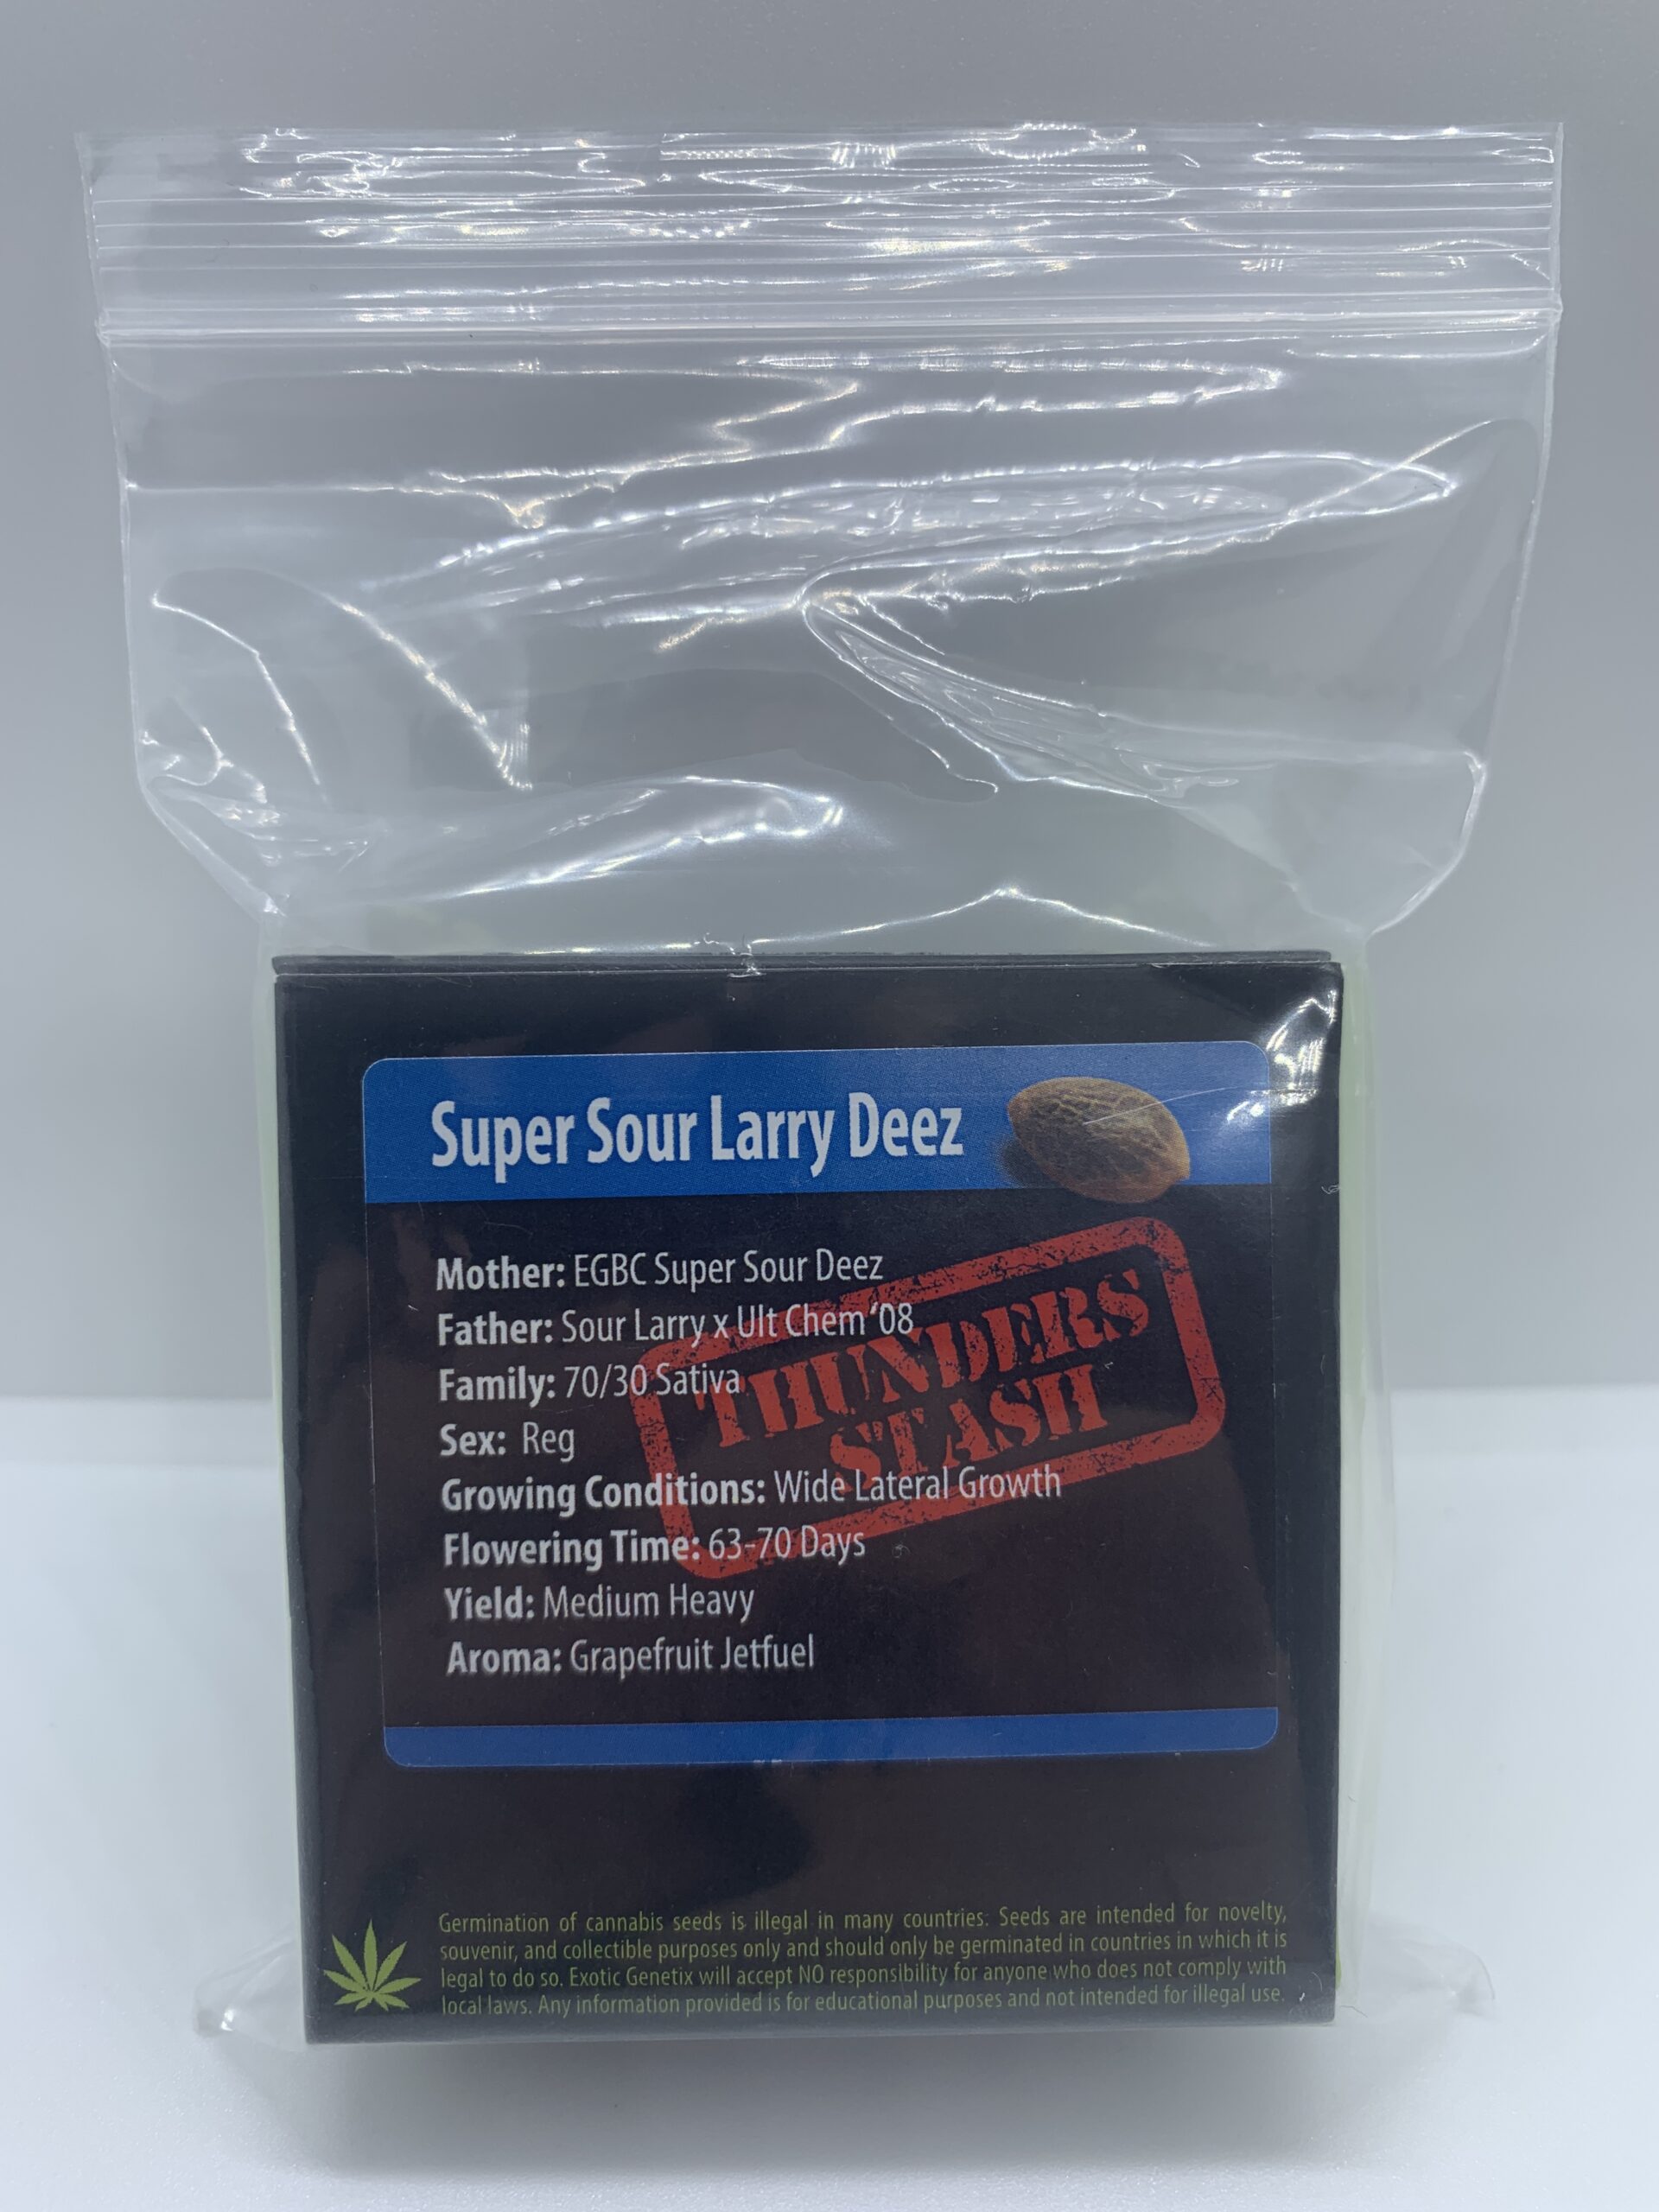 Super Sour Larry Deez
Mother: EGBC Super Sour Deez
Father: Sour Larry x Ult Chem ‘08
Family: 70/30 Sativa
Sex: Reg
Growing Conditions: Wide Lateral Growth
Flowering Time: 63-70 Days
Yield: Medium Heavy
Aroma: Grapefruit Jetfuel
THUNDERS
STASH
Germination of cannabis seeds is illegal in many countries: Seeds are intended for novelty,
souvenir, and collectible purposes only and should only be germinated in countries in which it is
legal to do so. Exotic Genetix will accept NO responsibility for anyone who does not comply with
local laws. Any information provided is for educational purposes and not intended for illegal use.